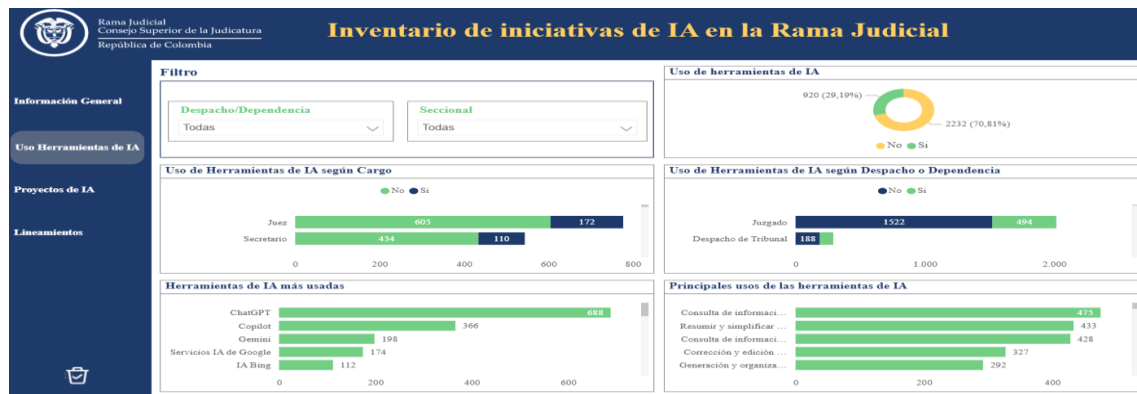 Rama Judicial
Consejo Superior de la Judicatura
República de Colombia
Inventario de iniciativas de IA en la Rama Judicial
Información General
Uso Herramientas de IA
Proyectos de IA
Lineamientos
Filtro
Despacho/Dependencia
Todas
Seccional
Todas
Uso de herramientas de IA
920 (29,19%)
2232 (70,81%)
No Si
Uso de Herramientas de IA según Cargo
No Si
Juez 605 172
Secretario 434 110
0 200 400 600 800
Uso de Herramientas de IA según Despacho o Dependencia
No Si
Juzgado 1522 494
Despacho de Tribunal 188
0 1.000 2.000
Herramientas de IA más usadas
ChatGPT 688
Copilot 366
Gemini 198
Servicios IA de Google 174
IA Bing 112
0 200 400 600
Principales usos de las herramientas de IA
Consulta de informaci... 475
Resumir y simplificar ... 433
Consulta de informaci... 428
Corrección y edición ... 327
Generación y organiza... 292
0 200 400